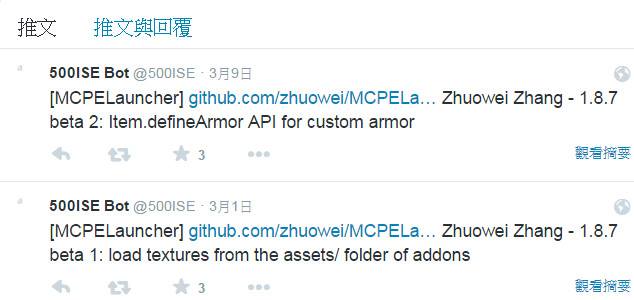 推文 推文與回覆
500ISE Bot @500ISE · 3月9日
[MCPELauncher] github.com/zhuowei/MCPELa… Zhuowei Zhang - 1.8.7
beta 2: Item.defineArmor API for custom armor
3 觀看摘要
500ISE Bot @500ISE · 3月1日
[MCPELauncher] github.com/zhuowei/MCPELa… Zhuowei Zhang - 1.8.7
beta 1: load textures from the assets/ folder of addons
3 觀看摘要